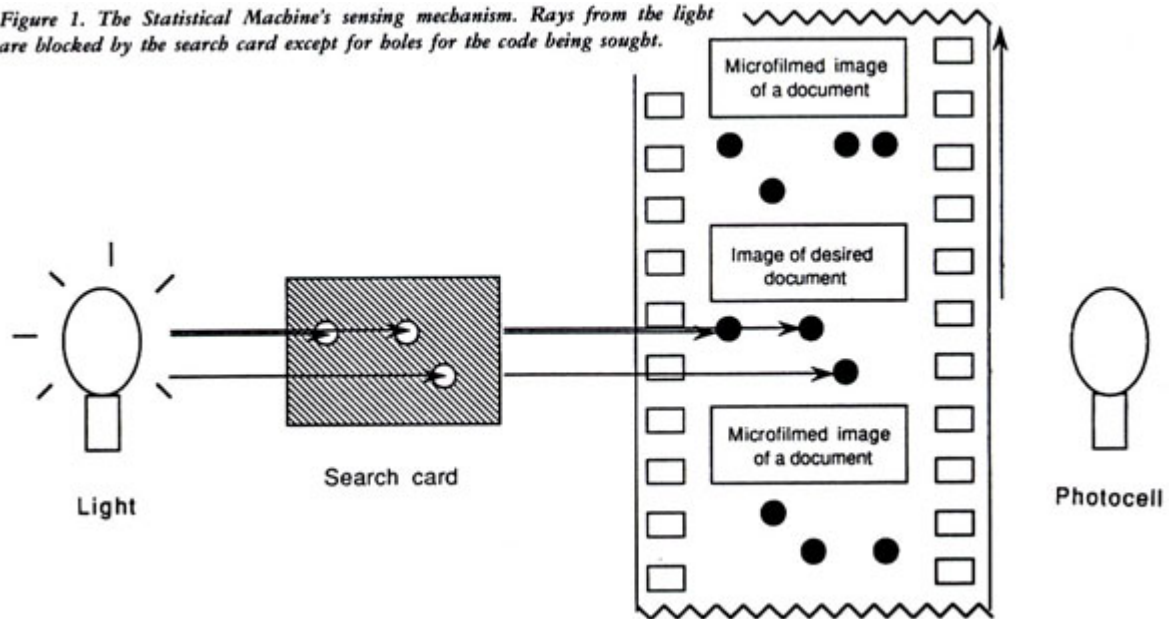 Figure 1. The Statistical Machine's sensing mechanism. Rays from the light
are blocked by the search card except for holes for the code being sought.
Microfilmed image
of a document
Image of desired
document
Microfilmed image
of a document
Search card
Light
Photocell